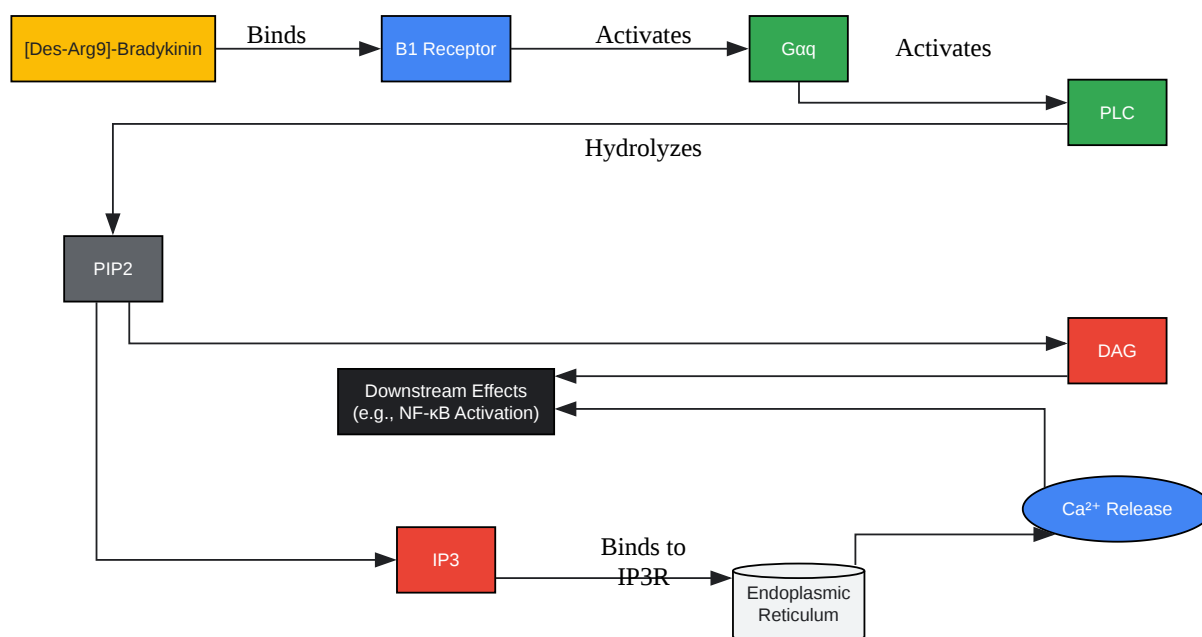 [Des-Arg9]-Bradykinin
Binds
B1 Receptor
Activates
Gαq
Activates
PLC
Hydrolyzes
PIP2
DAG
Downstream Effects
(e.g., NF-κB Activation)
Ca²⁺ Release
IP3
Binds to
IP3R
Endoplasmic
Reticulum